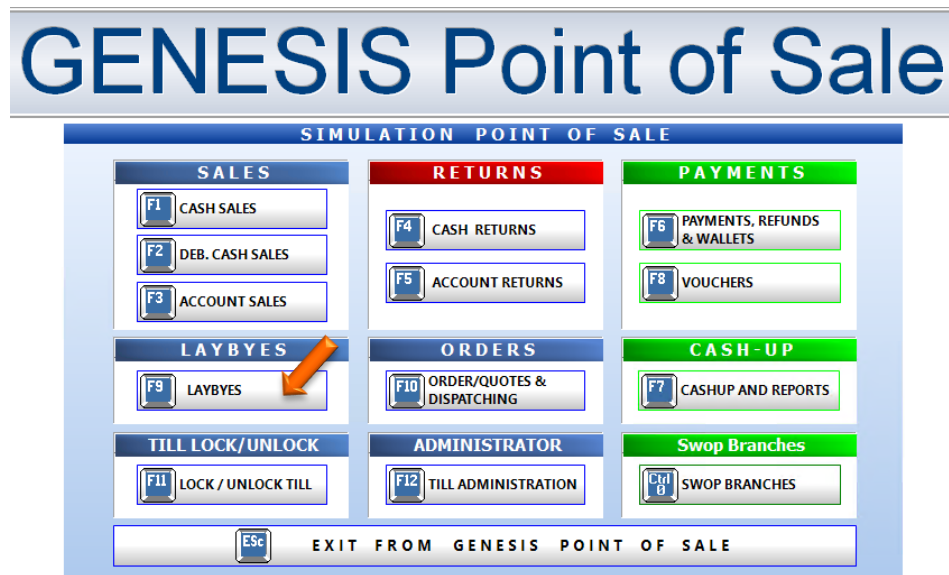 GENESIS Point of Sale
SIMULATION POINT OF SALE
SALES
F1 CASH SALES
F2 DEB. CASH SALES
F3 ACCOUNT SALES
RETURNS
F4 CASH RETURNS
F5 ACCOUNT RETURNS
PAYMENTS
F6 PAYMENTS, REFUNDS
& WALLETS
F8 VOUCHERS
LAYBYES
F9 LAYBYES
ORDERS
F10 ORDER/QUOTES &
DISPATCHING
CASH-UP
F7 CASHUP AND REPORTS
TILL LOCK/UNLOCK
F11 LOCK / UNLOCK TILL
ADMINISTRATOR
F12 TILL ADMINISTRATION
Swop Branches
Ctrl
0 SWOP BRANCHES
ESc EXIT FROM GENESIS POINT OF SALE